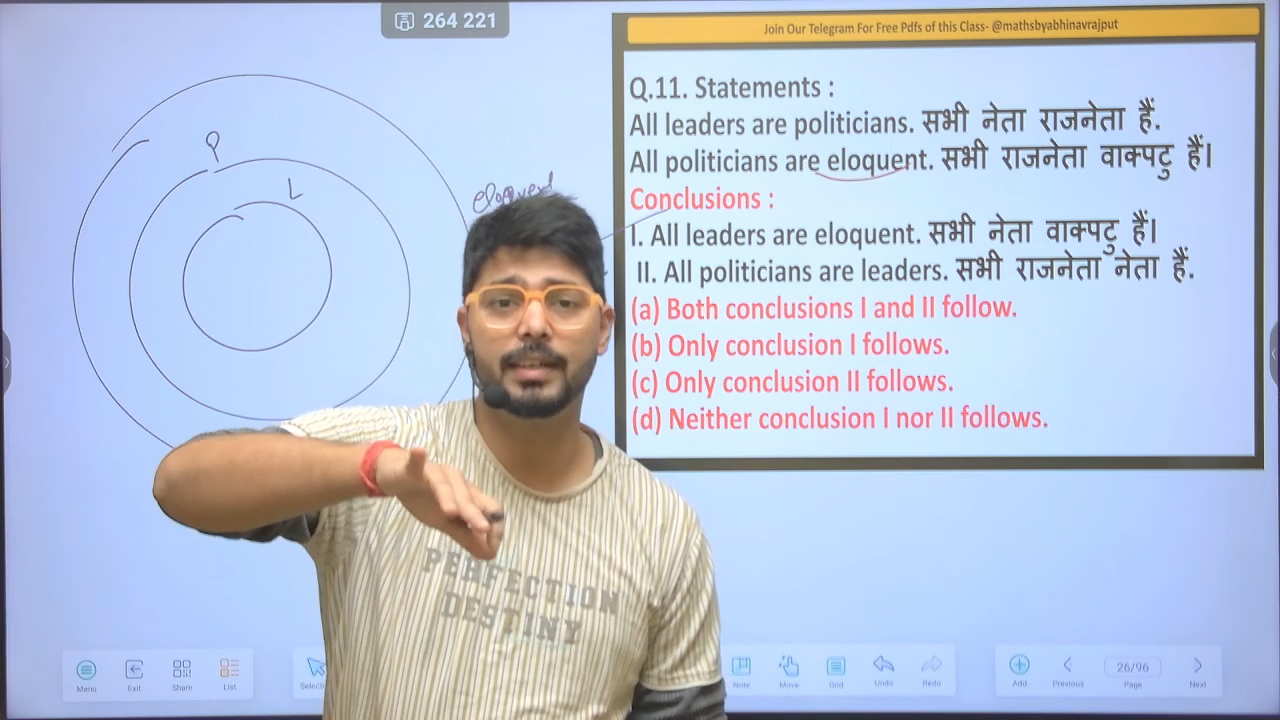 264 221
Join Our Telegram For Free Pdfs of this Class- @mathsbyabhinavrajput
Q.11. Statements :
All leaders are politicians. सभी नेता राजनेता हैं.
All politicians are eloquent. सभी राजनेता वाक्पटु हैं।
Conclusions :
I. All leaders are eloquent. सभी नेता वाक्पटु हैं।
II. All politicians are leaders. सभी राजनेता नेता हैं.
(a) Both conclusions I and II follow.
(b) Only conclusion I follows.
(c) Only conclusion II follows.
(d) Neither conclusion I nor II follows.
P
L
eloquent
PERFECTION
DESTINY
Menu
Exit
Share
List
Note
Move
Grid
Undo
Redo
Add
Previous
26/96
Page
Next